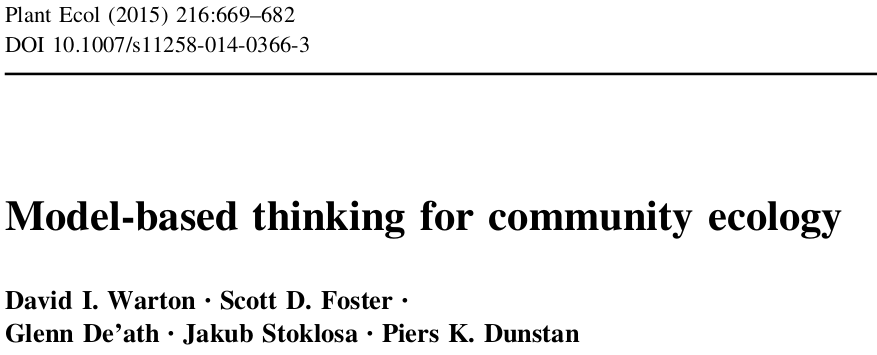 Plant Ecol (2015) 216:669–682
DOI 10.1007/s11258-014-0366-3
Model-based thinking for community ecology
David I. Warton · Scott D. Foster ·
Glenn De’ath · Jakub Stoklosa · Piers K. Dunstan